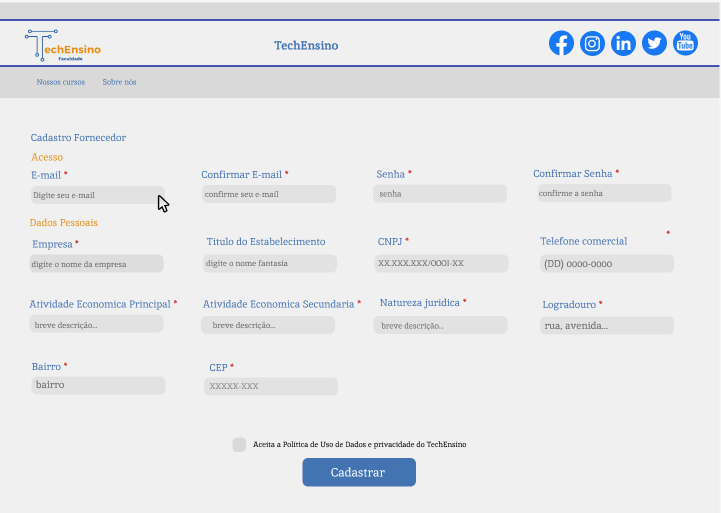 TechEnsino
Faculdade
TechEnsino
You
Tube
Nossos cursos Sobre nós
Cadastro Fornecedor
Acesso
E-mail * Confirmar E-mail * Senha * Confirmar Senha *
Digite seu e-mail confirme seu e-mail senha confirme a senha
Dados Pessoais
Empresa * Titulo do Estabelecimento CNPJ * Telefone comercial *
digite o nome da empresa digite o nome fantasia XX.XXX.XXX/OOOI-XX (DD) oooo-oooo
Atividade Economica Principal * Atividade Economica Secundaria * Natureza juridica * Logradouro *
breve descrição... breve descrição... breve descrição... rua, avenida...
Bairro * CEP *
bairro XXXXX-XXX
Aceita a Politica de Uso de Dados e privacidade do TechEnsino
Cadastrar